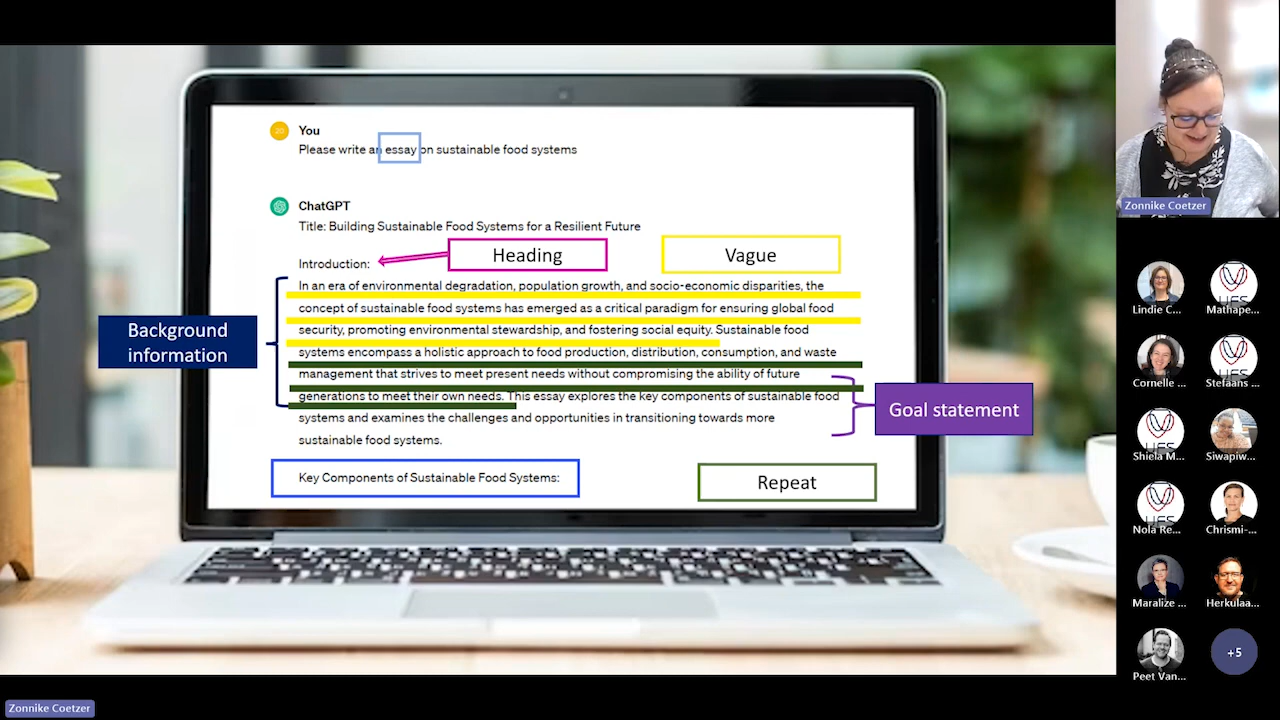 You
Please write an essay on sustainable food systems
ChatGPT
Title: Building Sustainable Food Systems for a Resilient Future
Heading
Vague
Introduction:
In an era of environmental degradation, population growth, and socio-economic disparities, the
concept of sustainable food systems has emerged as a critical paradigm for ensuring global food
security, promoting environmental stewardship, and fostering social equity. Sustainable food
systems encompass a holistic approach to food production, distribution, consumption, and waste
management that strives to meet present needs without compromising the ability of future
generations to meet their own needs. This essay explores the key components of sustainable food
systems and examines the challenges and opportunities in transitioning towards more
sustainable food systems.
Background
information
Goal statement
Key Components of Sustainable Food Systems:
Repeat
Zonnike Coetzer
Lindie C...
Mathape...
Cornelle ...
Stefaans ...
Shiela M...
Siwapiw...
Nola Re...
Chrismi-...
Maralize ...
Herkulaa...
Peet Van...
+5
Zonnike Coetzer